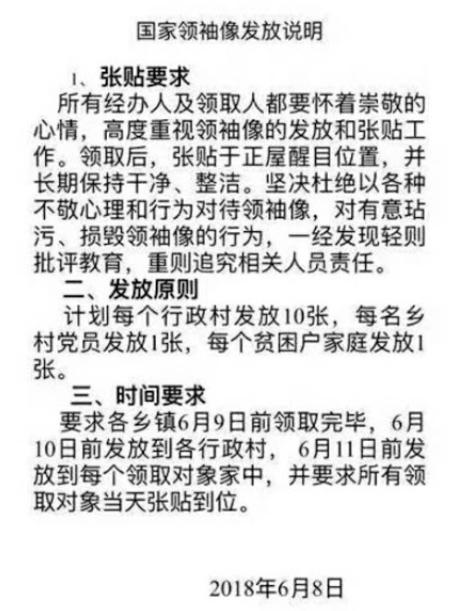 国家领袖像发放说明
1、张贴要求
所有经办人及领取人都要怀着崇敬的
心情，高度重视领袖像的发放和张贴工
作。领取后，张贴于正屋醒目位置，并
长期保持干净、整洁。坚决杜绝以各种
不敬心理和行为对待领袖像，对有意玷
污、损毁领袖像的行为，一经发现轻则
批评教育，重则追究相关人员责任。
二、发放原则
计划每个行政村发放10张，每名乡
村党员发放1张，每个贫困户家庭发放1
张。
三、时间要求
要求各乡镇6月9日前领取完毕，6月
10日前发放到各行政村， 6月11日前发
放到每个领取对象家中，并要求所有领
取对象当天张贴到位。
2018年6月8日